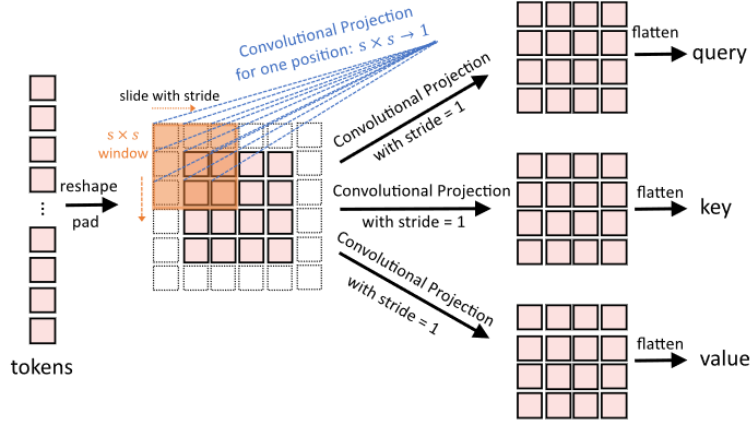 Convolutional Projection
for one position: s × s → 1
slide with stride
s × s
window
reshape
pad
⋮
tokens
Convolutional Projection
with stride = 1
flatten
query
Convolutional Projection
with stride = 1
flatten
key
Convolutional Projection
with stride = 1
flatten
value